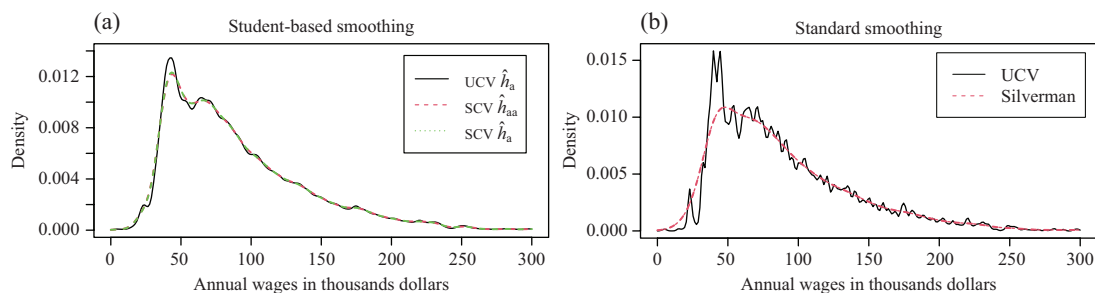 (a)
Student-based smoothing
UCV ĥa
SCV ĥaa
SCV ĥa
Density
0.012
0.008
0.004
0.000
0 50 100 150 200 250 300
Annual wages in thousands dollars
(b)
Standard smoothing
UCV
Silverman
Density
0.015
0.010
0.005
0.000
0 50 100 150 200 250 300
Annual wages in thousands dollars